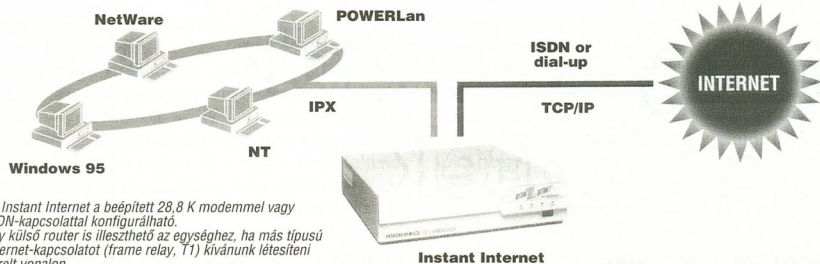 NetWare
POWERLan
ISDN or
dial-up
INTERNET
IPX
TCP/IP
NT
Windows 95
Instant Internet a beépített 28,8 K modemmel vagy
kapcsolattal konfigurálható.
külső router is illeszthető az egységhez, ha más típusú
kapcsolatot (frame relay, T1) kívánunk létesíteni
vonalon.
Instant Internet